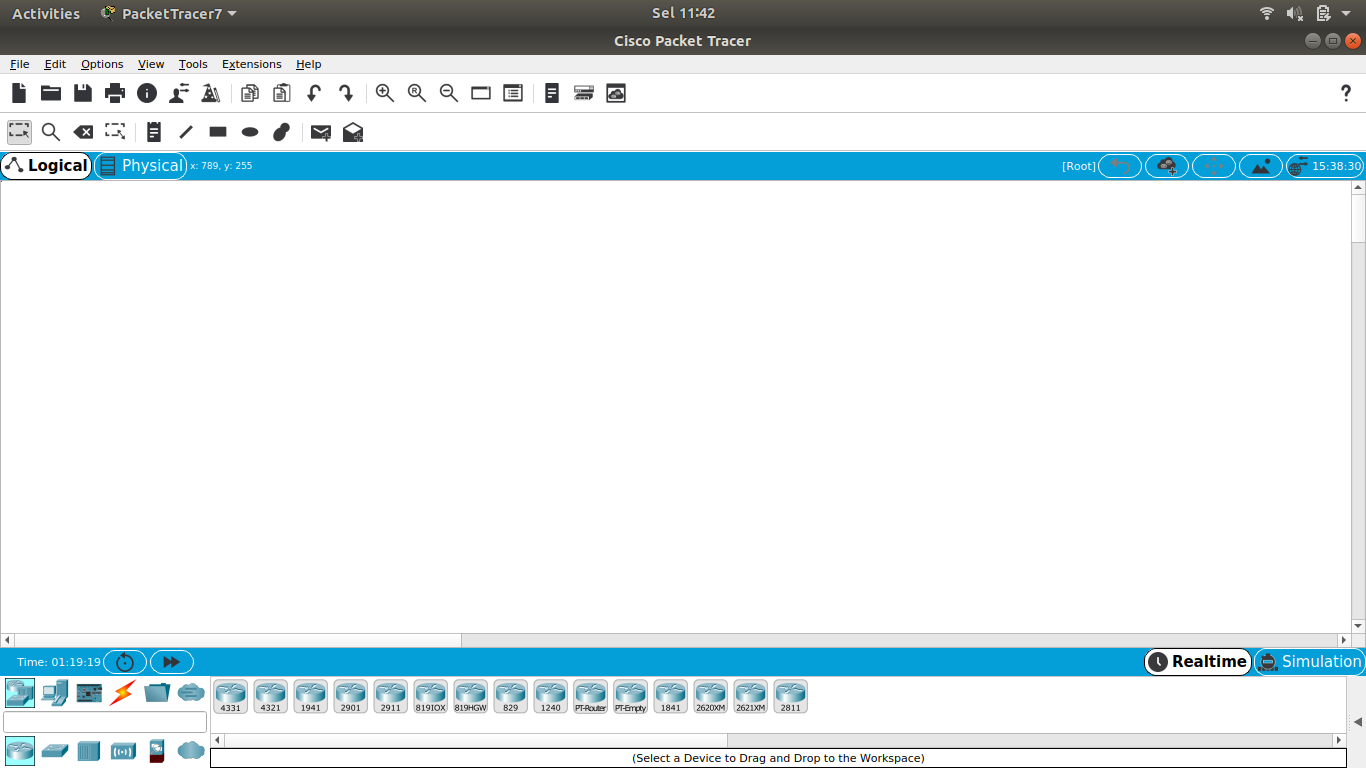 Activities PacketTracer7 Sel 11:42
Cisco Packet Tracer
File Edit Options View Tools Extensions Help
Logical Physical x: 789, y: 255 [Root] 15:38:30
Time: 01:19:19 Realtime Simulation
4331 4321 1941 2901 2911 819IOX 819HGW 829 1240 PT-Router PT-Empty 1841 2620XM 2621XM 2811
(Select a Device to Drag and Drop to the Workspace)